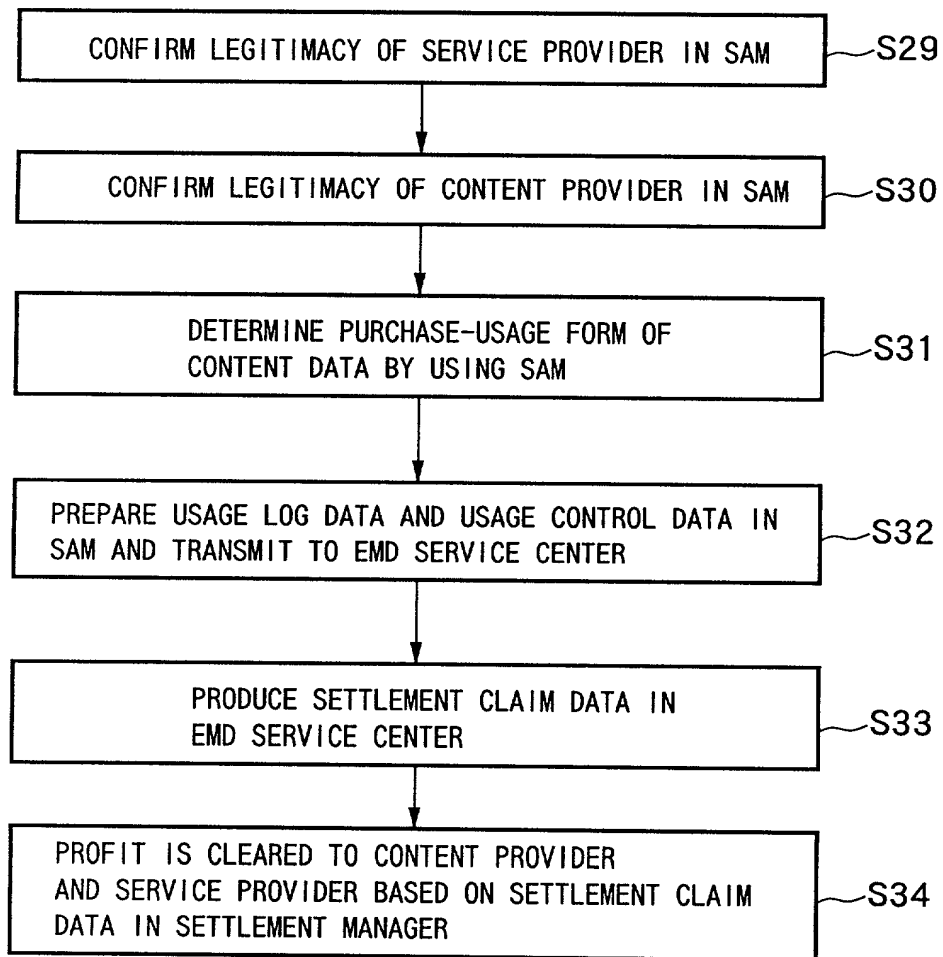 CONFIRM LEGITIMACY OF SERVICE PROVIDER IN SAM
S29
CONFIRM LEGITIMACY OF CONTENT PROVIDER IN SAM
S30
DETERMINE PURCHASE-USAGE FORM OF
CONTENT DATA BY USING SAM
S31
PREPARE USAGE LOG DATA AND USAGE CONTROL DATA IN
SAM AND TRANSMIT TO EMD SERVICE CENTER
S32
PRODUCE SETTLEMENT CLAIM DATA IN
EMD SERVICE CENTER
S33
PROFIT IS CLEARED TO CONTENT PROVIDER
AND SERVICE PROVIDER BASED ON SETTLEMENT CLAIM
DATA IN SETTLEMENT MANAGER
S34